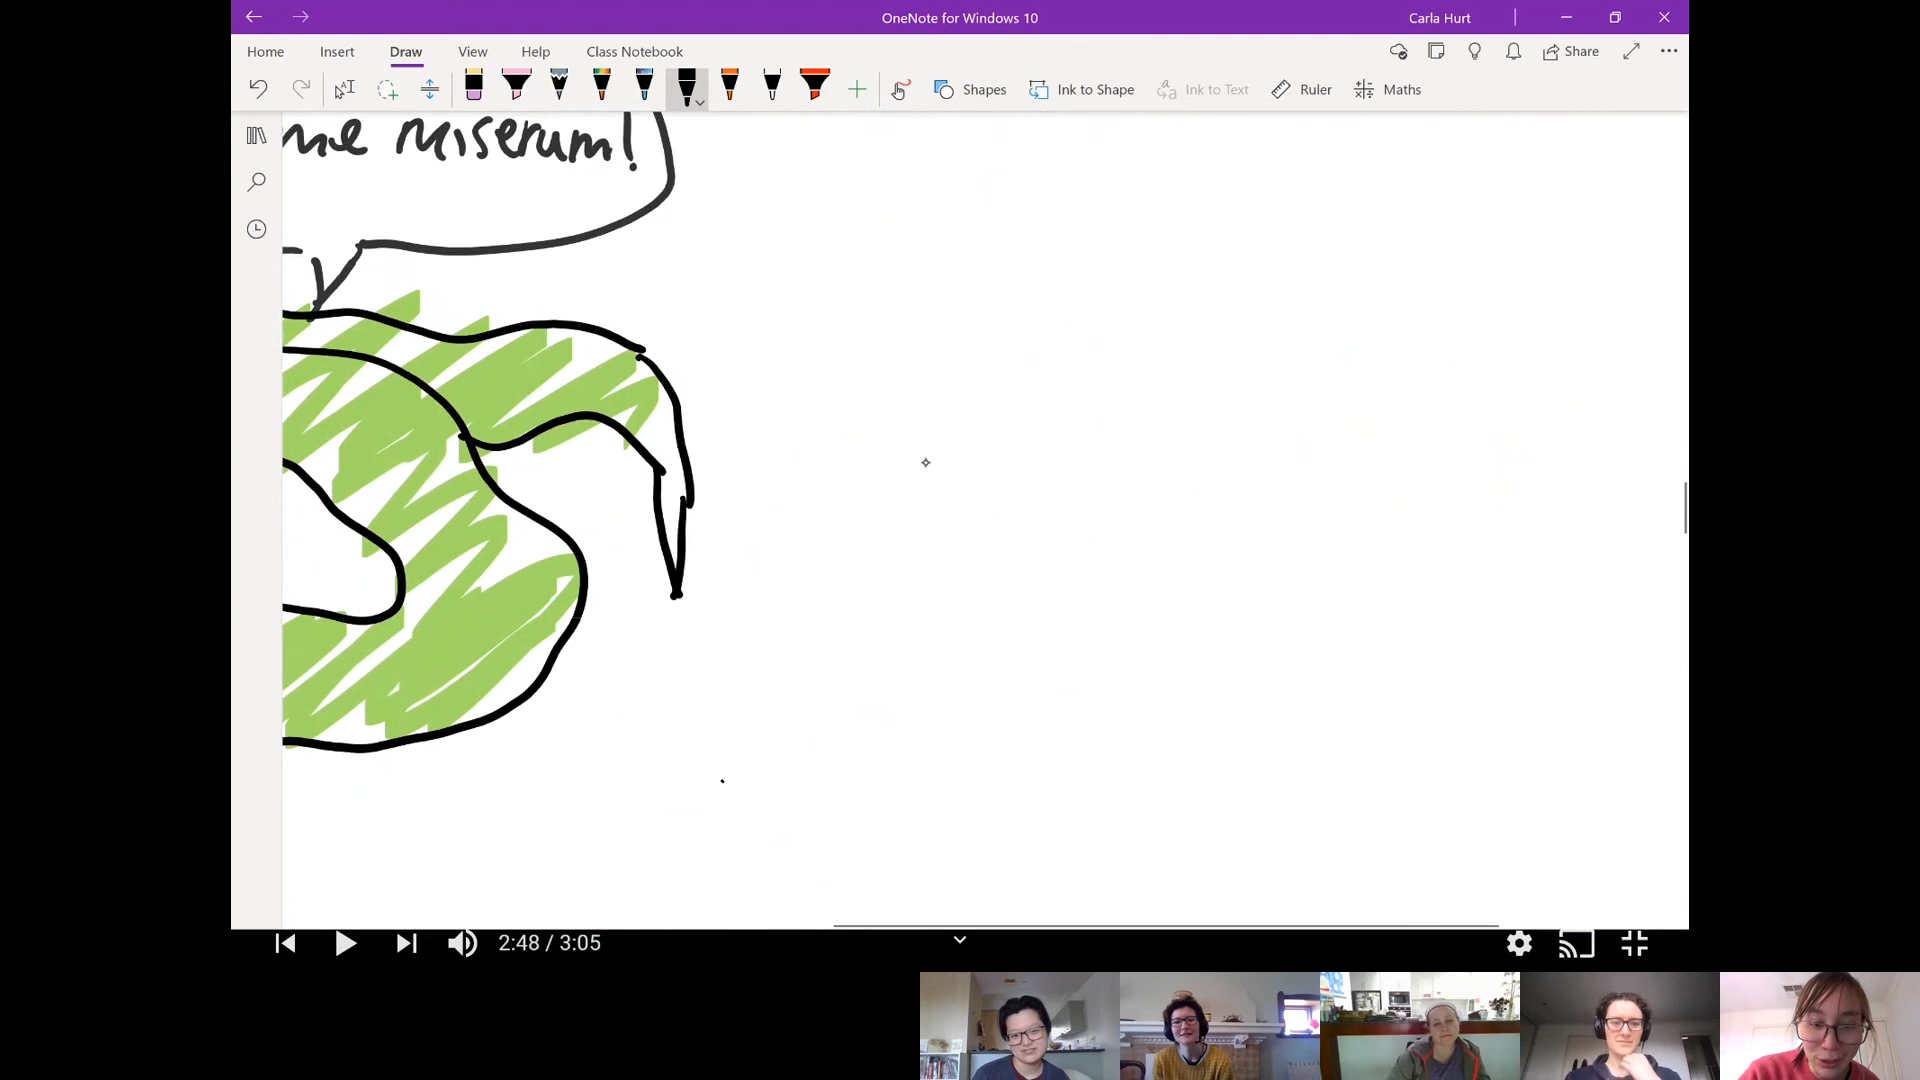 OneNote for Windows 10
Carla Hurt
Home Insert Draw View Help Class Notebook
Share
Shapes Ink to Shape Ink to Text Ruler Maths
me miserum!
2:48 / 3:05